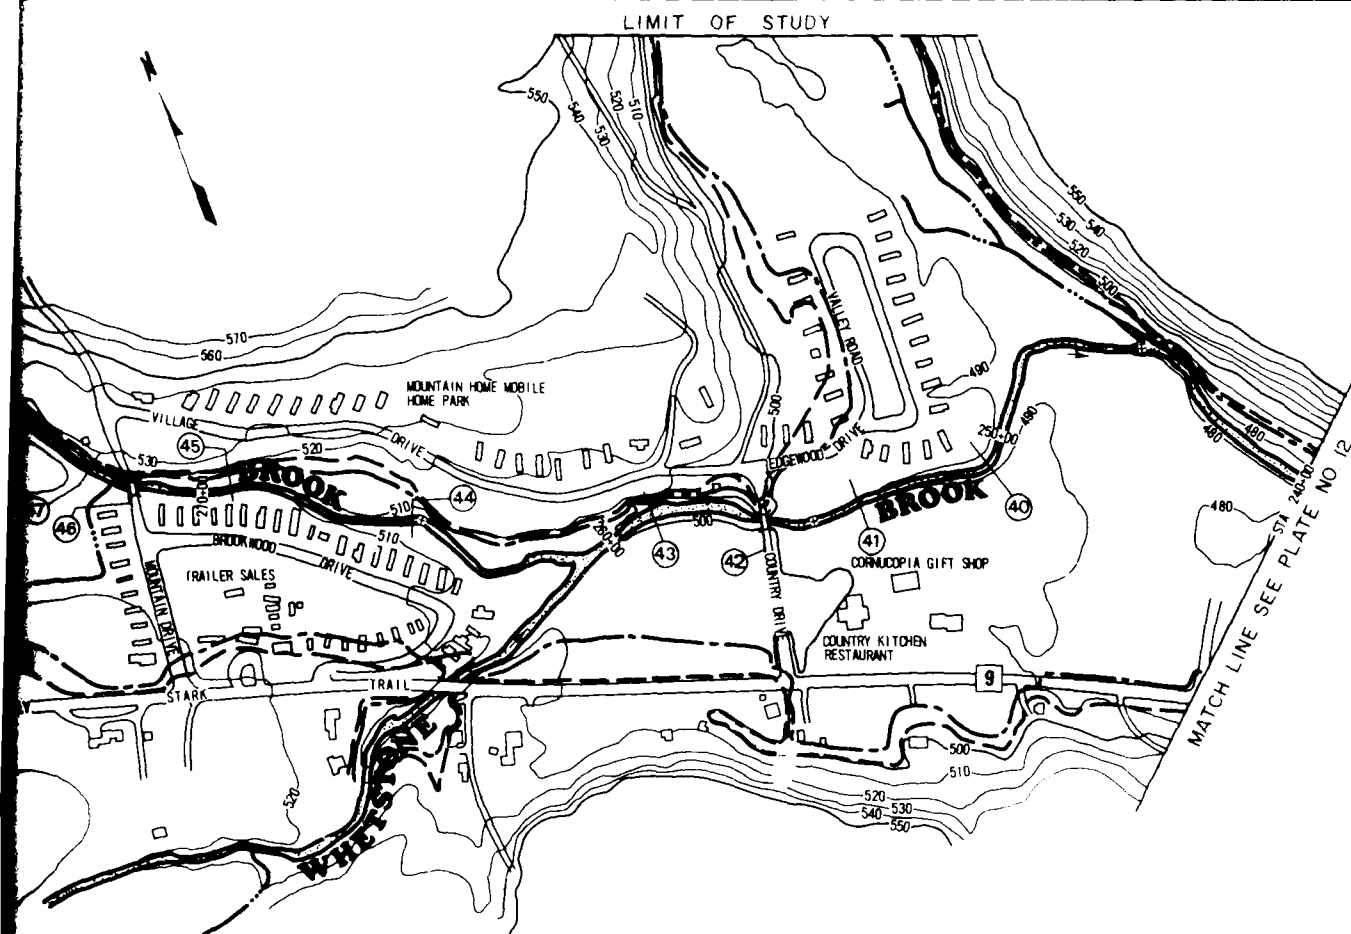 LIMIT OF STUDY
N
550
540
530
520
510
550
540
530
520
500
570
560
MOUNTAIN HOME MOBILE
HOME PARK
VALLEY ROAD
490
500
480
250+00
480
480
VILLAGE
DRIVE
45
530
520
EDGEWOOD DRIVE
BROOK
270+00
510
44
BROOK
40
480
STA 240+00
46
510
260+00
500
43
42
41
BROOKWOOD
DRIVE
TRAILER SALES
MOUNTAIN DRIVE
COUNTRY DRIVE
CORNUCOPIA GIFT SHOP
COUNTRY KITCHEN
RESTAURANT
MATCH LINE SEE PLATE NO 12
STARK
TRAIL
9
WHETSTONE
520
500
510
520
530
540
550